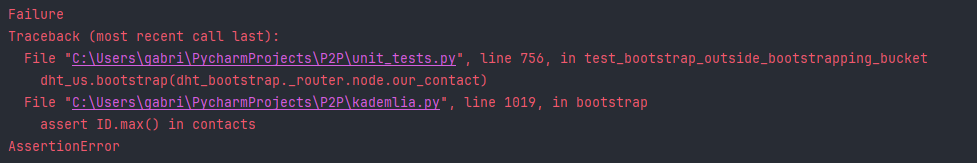 Failure
Traceback (most recent call last):
  File "C:\Users\gabri\PycharmProjects\P2P\unit_tests.py", line 756, in test_bootstrap_outside_bootstrapping_bucket
    dht_us.bootstrap(dht_bootstrap._router.node.our_contact)
  File "C:\Users\gabri\PycharmProjects\P2P\kademlia.py", line 1019, in bootstrap
    assert ID.max() in contacts
AssertionError